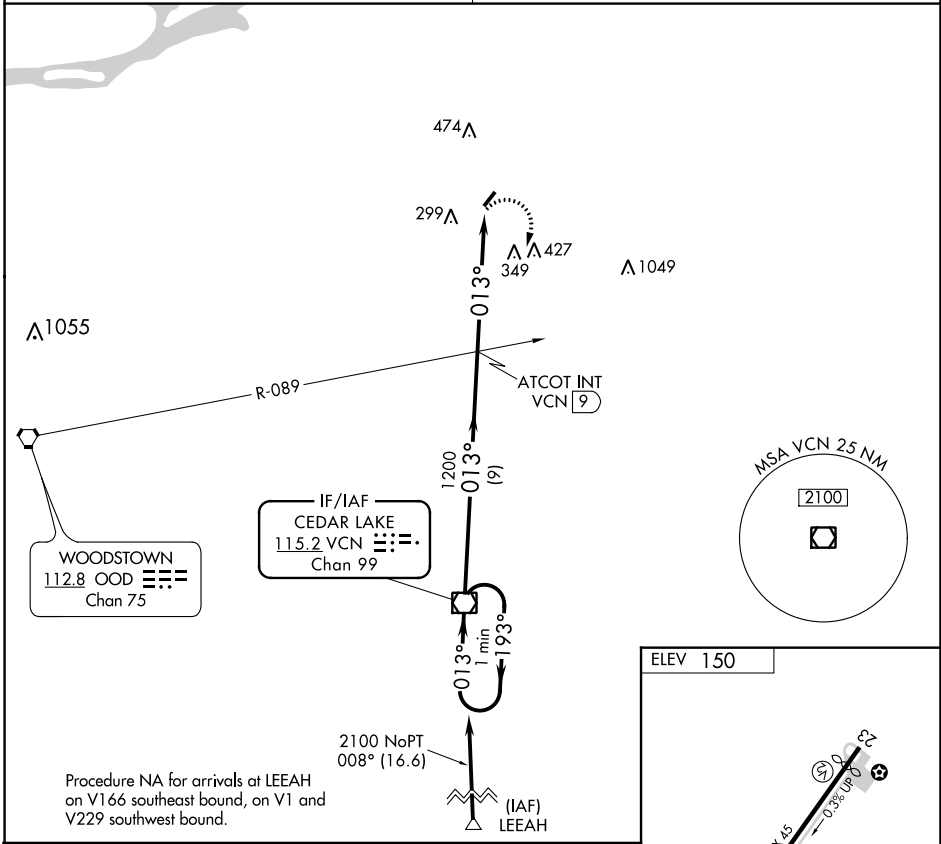 474
299
427
349
1049
013°
1055
R-089
ATCOT INT
VCN 9
1200
013°
(9)
MSA VCN 25 NM
2100
IF/IAF
CEDAR LAKE
115.2 VCN
Chan 99
WOODSTOWN
112.8 OOD
Chan 75
013°
1 min
193°
2100 NoPT
008° (16.6)
(IAF)
LEEAH
Procedure NA for arrivals at LEEAH
on V166 southeast bound, on V1 and
V229 southwest bound.
ELEV 150
23
0.3% UP
X 45